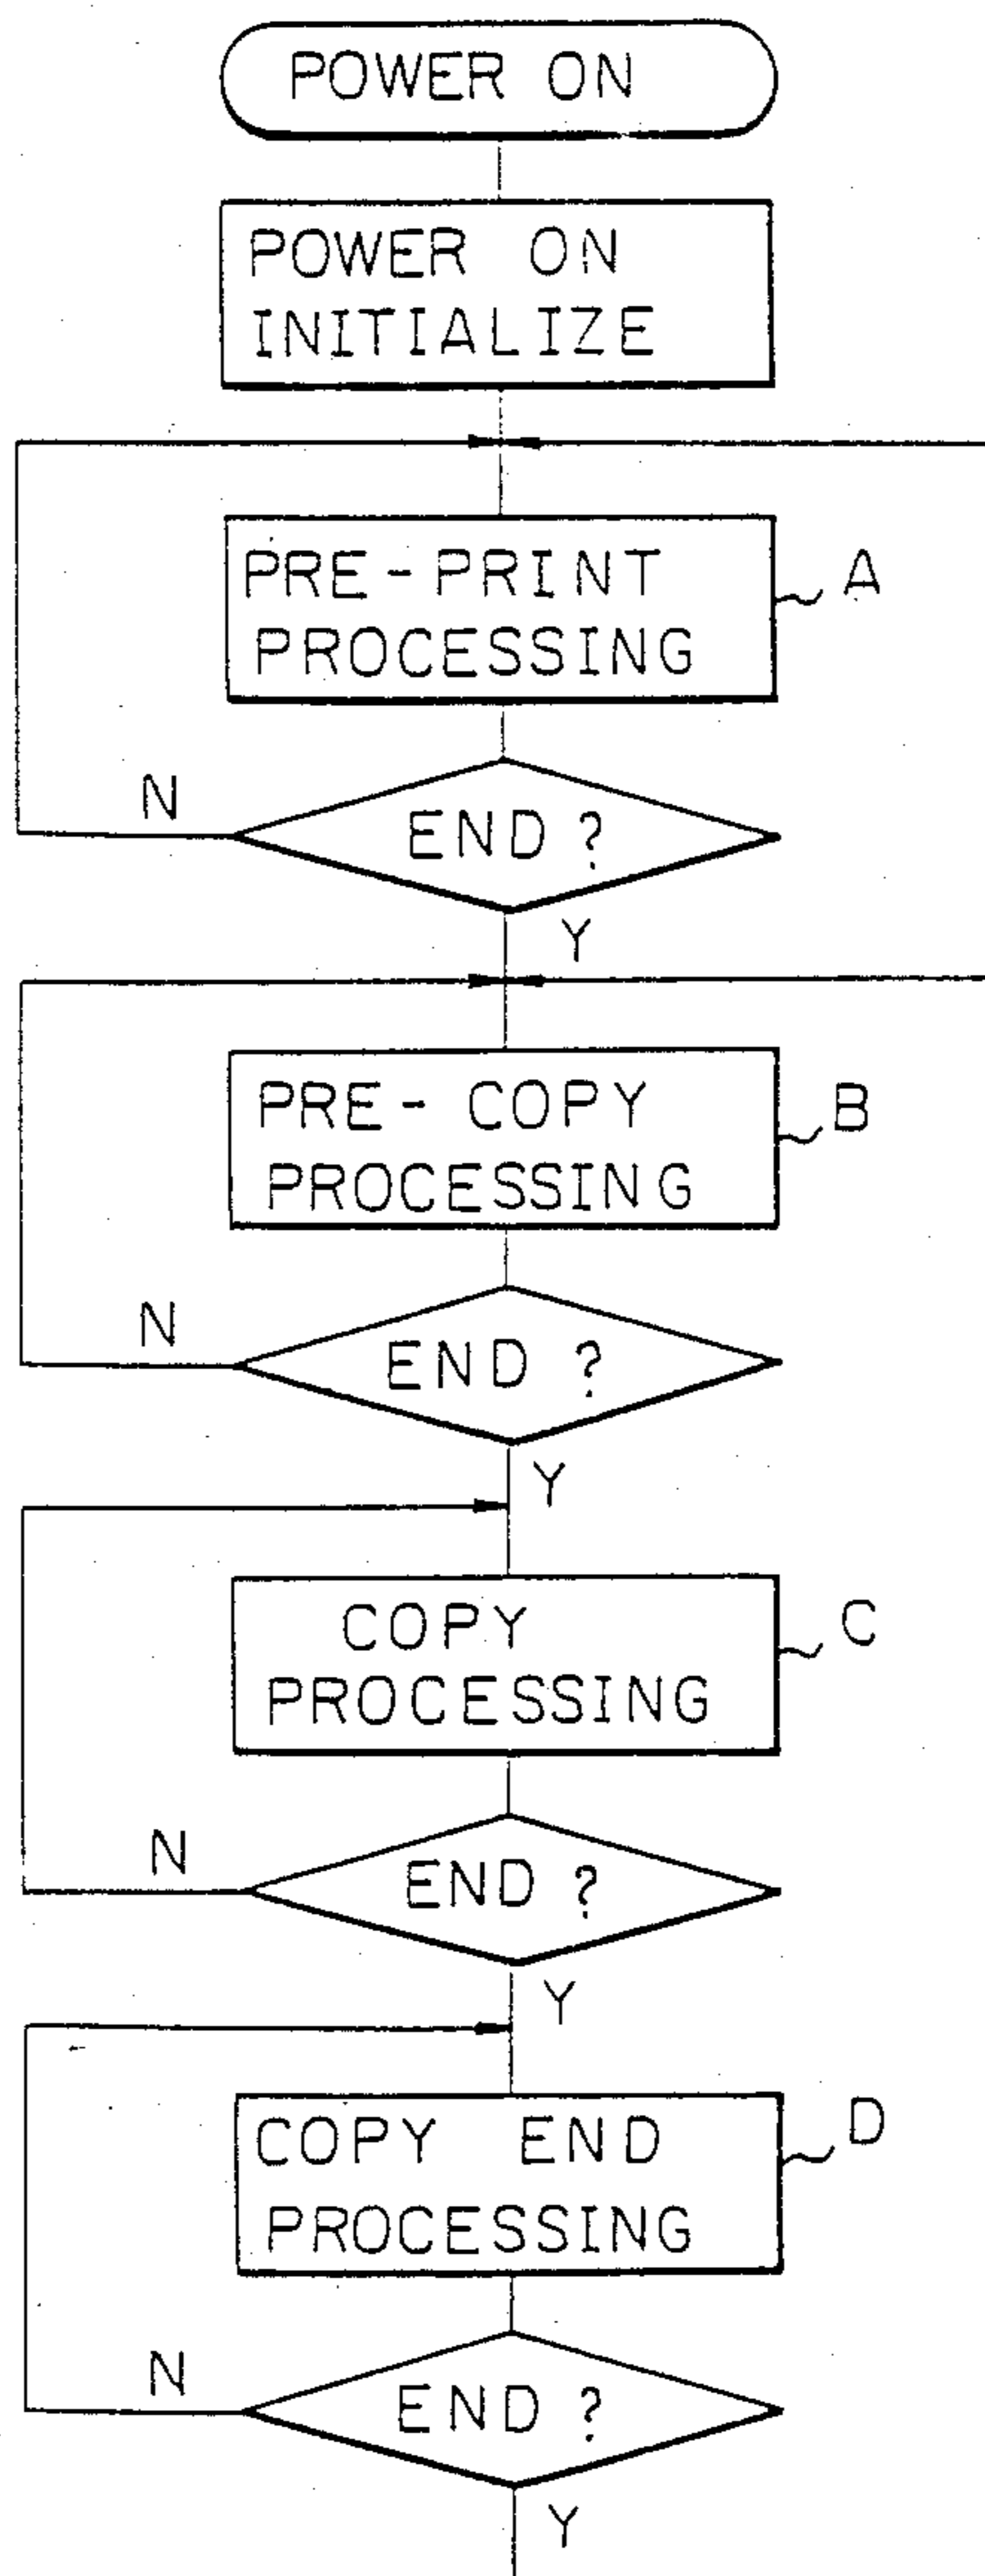 POWER ON
POWER ON
INITIALIZE
PRE-PRINT
PROCESSING
A
N
END?
Y
PRE-COPY
PROCESSING
B
N
END?
Y
COPY
PROCESSING
C
N
END?
Y
COPY END
PROCESSING
D
N
END?
Y